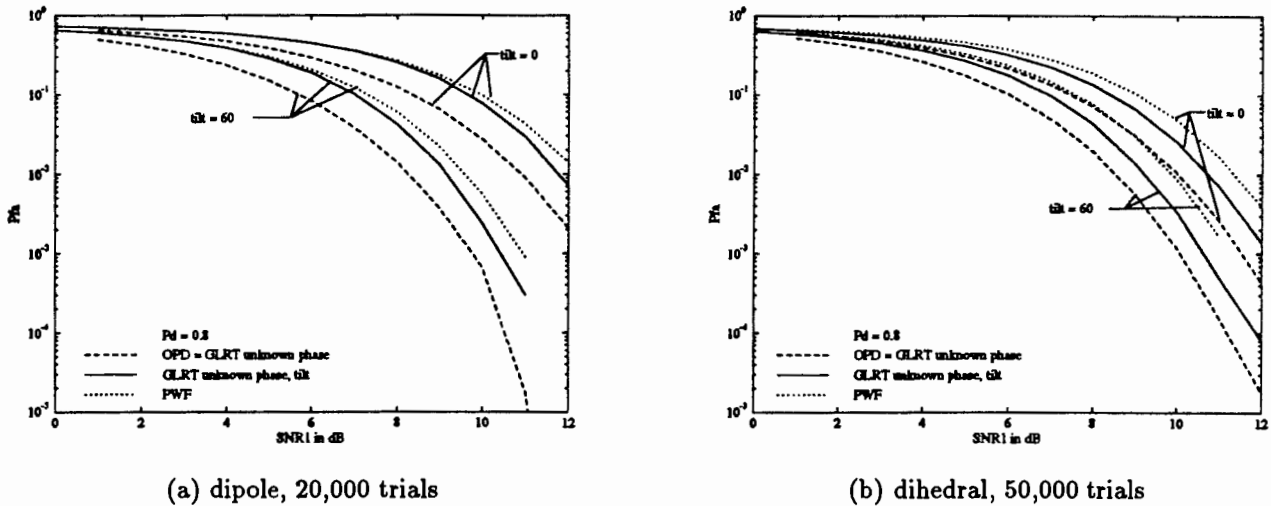 10^0
10^-1
10^-2
10^-3
10^-4
10^-5
Pfa
tilt = 0
tilt = 60
Pd = 0.8
OPD = GLRT unknown phase
GLRT unknown phase, tilt
PWF
0 2 4 6 8 10 12
SNR1 in dB
(a) dipole, 20,000 trials
10^0
10^-1
10^-2
10^-3
10^-4
10^-5
Pfa
tilt = 0
tilt = 60
Pd = 0.8
OPD = GLRT unknown phase
GLRT unknown phase, tilt
PWF
0 2 4 6 8 10 12
SNR1 in dB
(b) dihedral, 50,000 trials